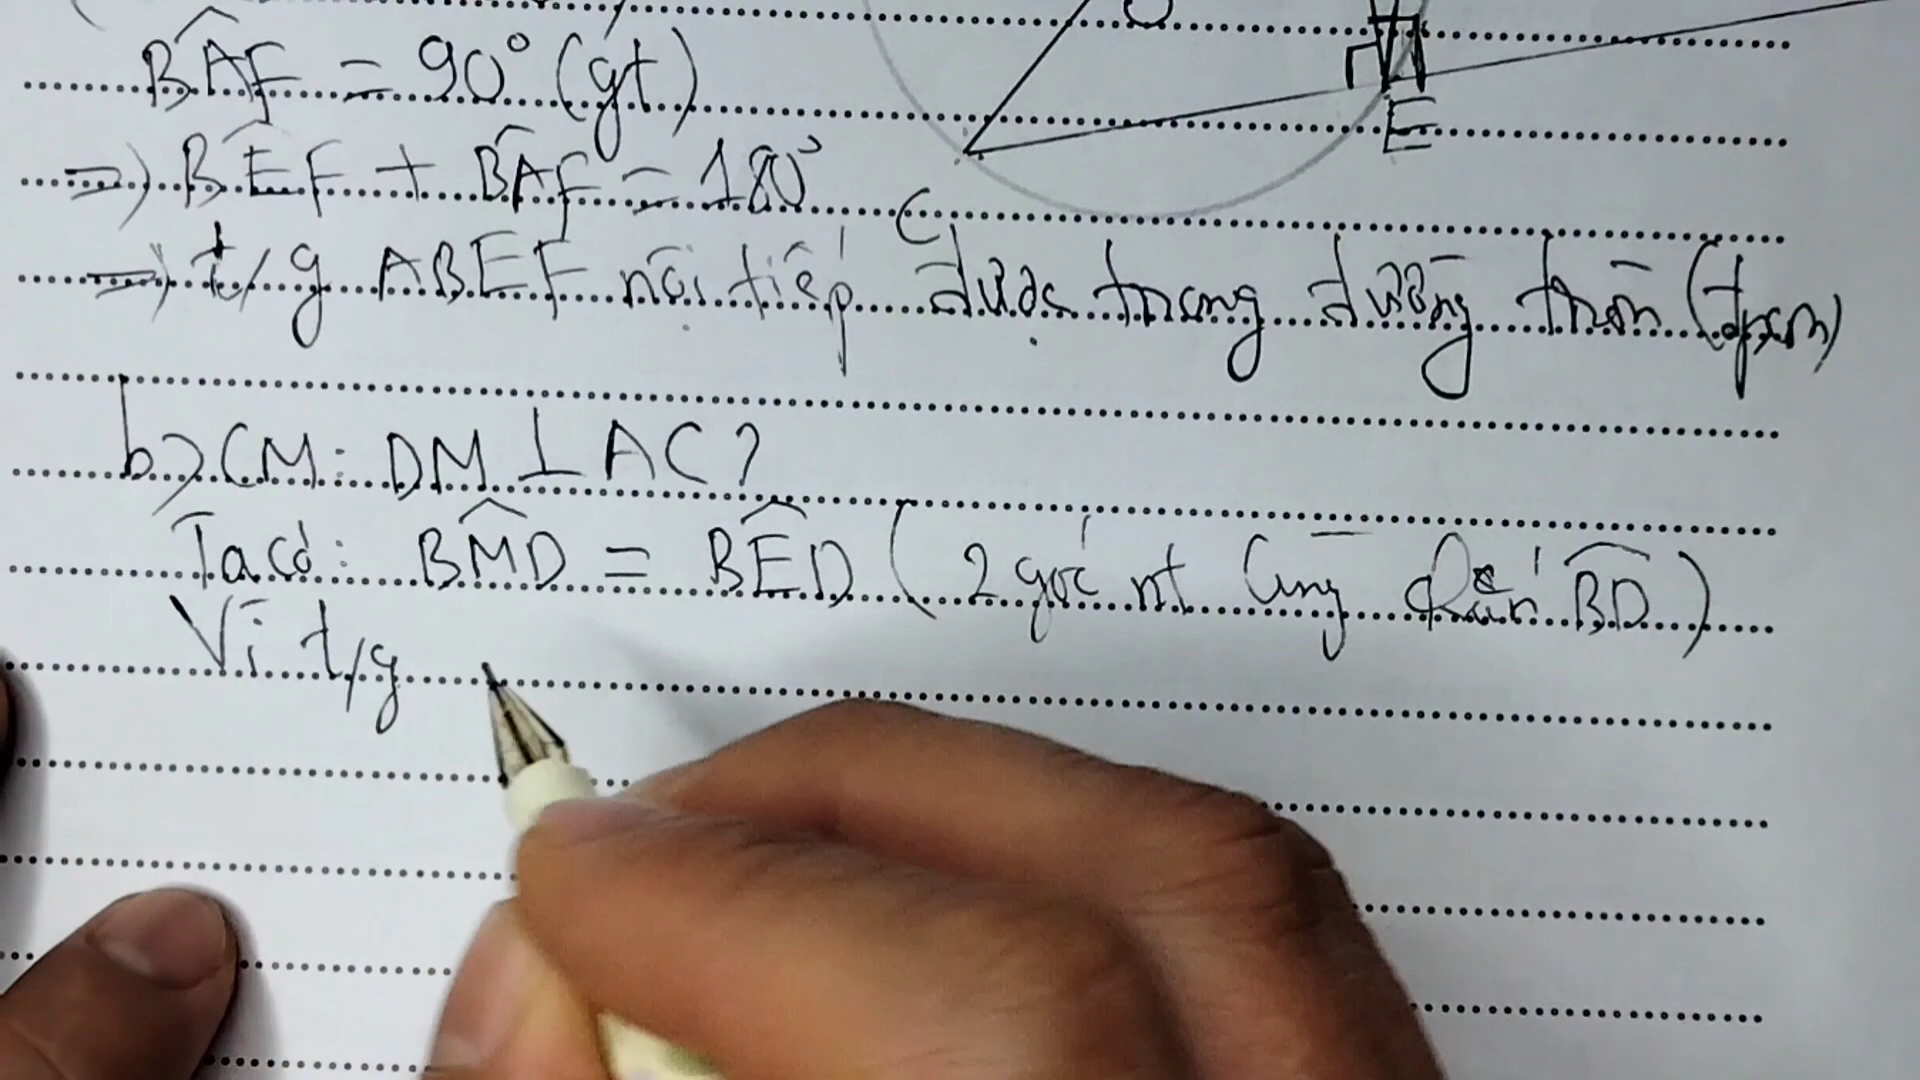 BAF = 90° (gt)
E
=> BEF + BAF = 180°
=> t/g ABEF nội tiếp được trong đường tròn (đpcm)
b) CM: DM ⊥ AC?
Ta có: BMD = BED (2 góc nt cùng chắn BD)
Vì t/g